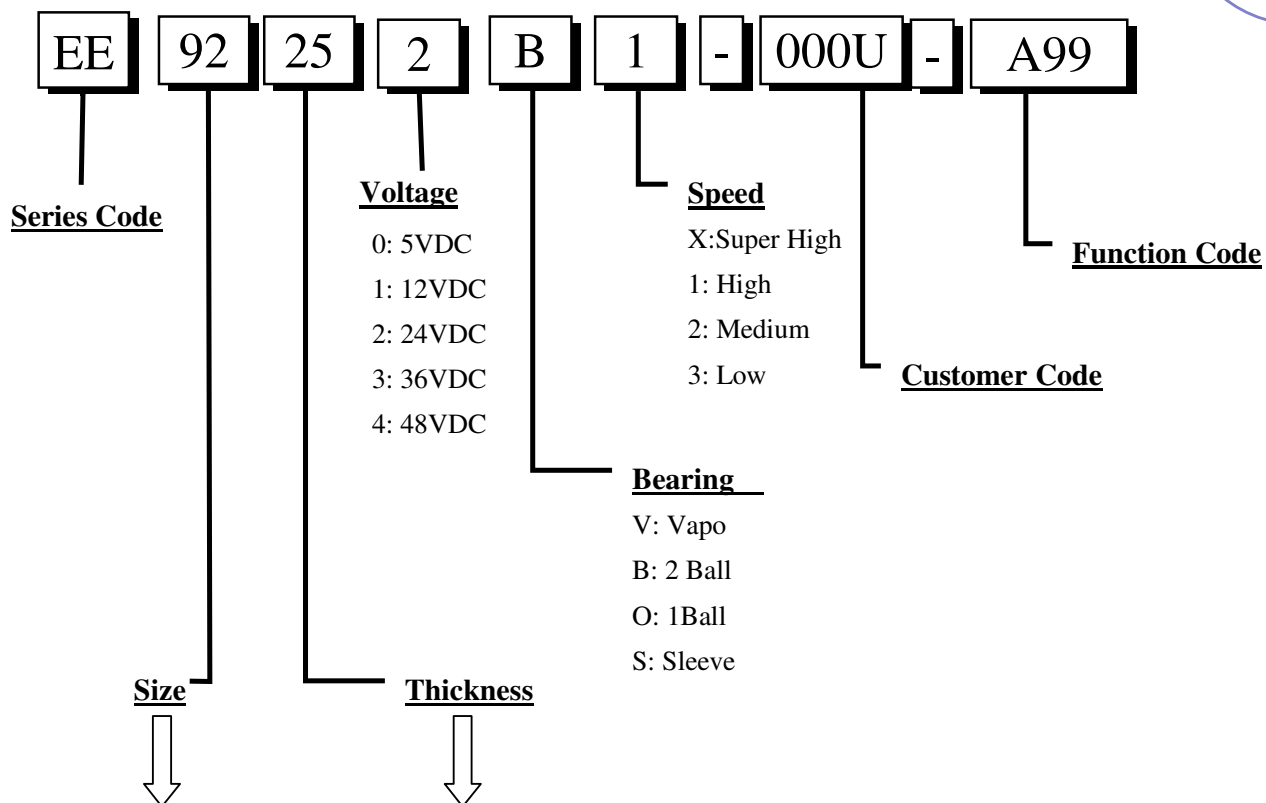 EE 92 25 2 B 1 - 000U - A99
Series Code
Voltage
0: 5VDC
1: 12VDC
2: 24VDC
3: 36VDC
4: 48VDC
Speed
X:Super High
1: High
2: Medium
3: Low
Function Code
Customer Code
Bearing
V: Vapo
B: 2 Ball
O: 1Ball
S: Sleeve
Size
Thickness